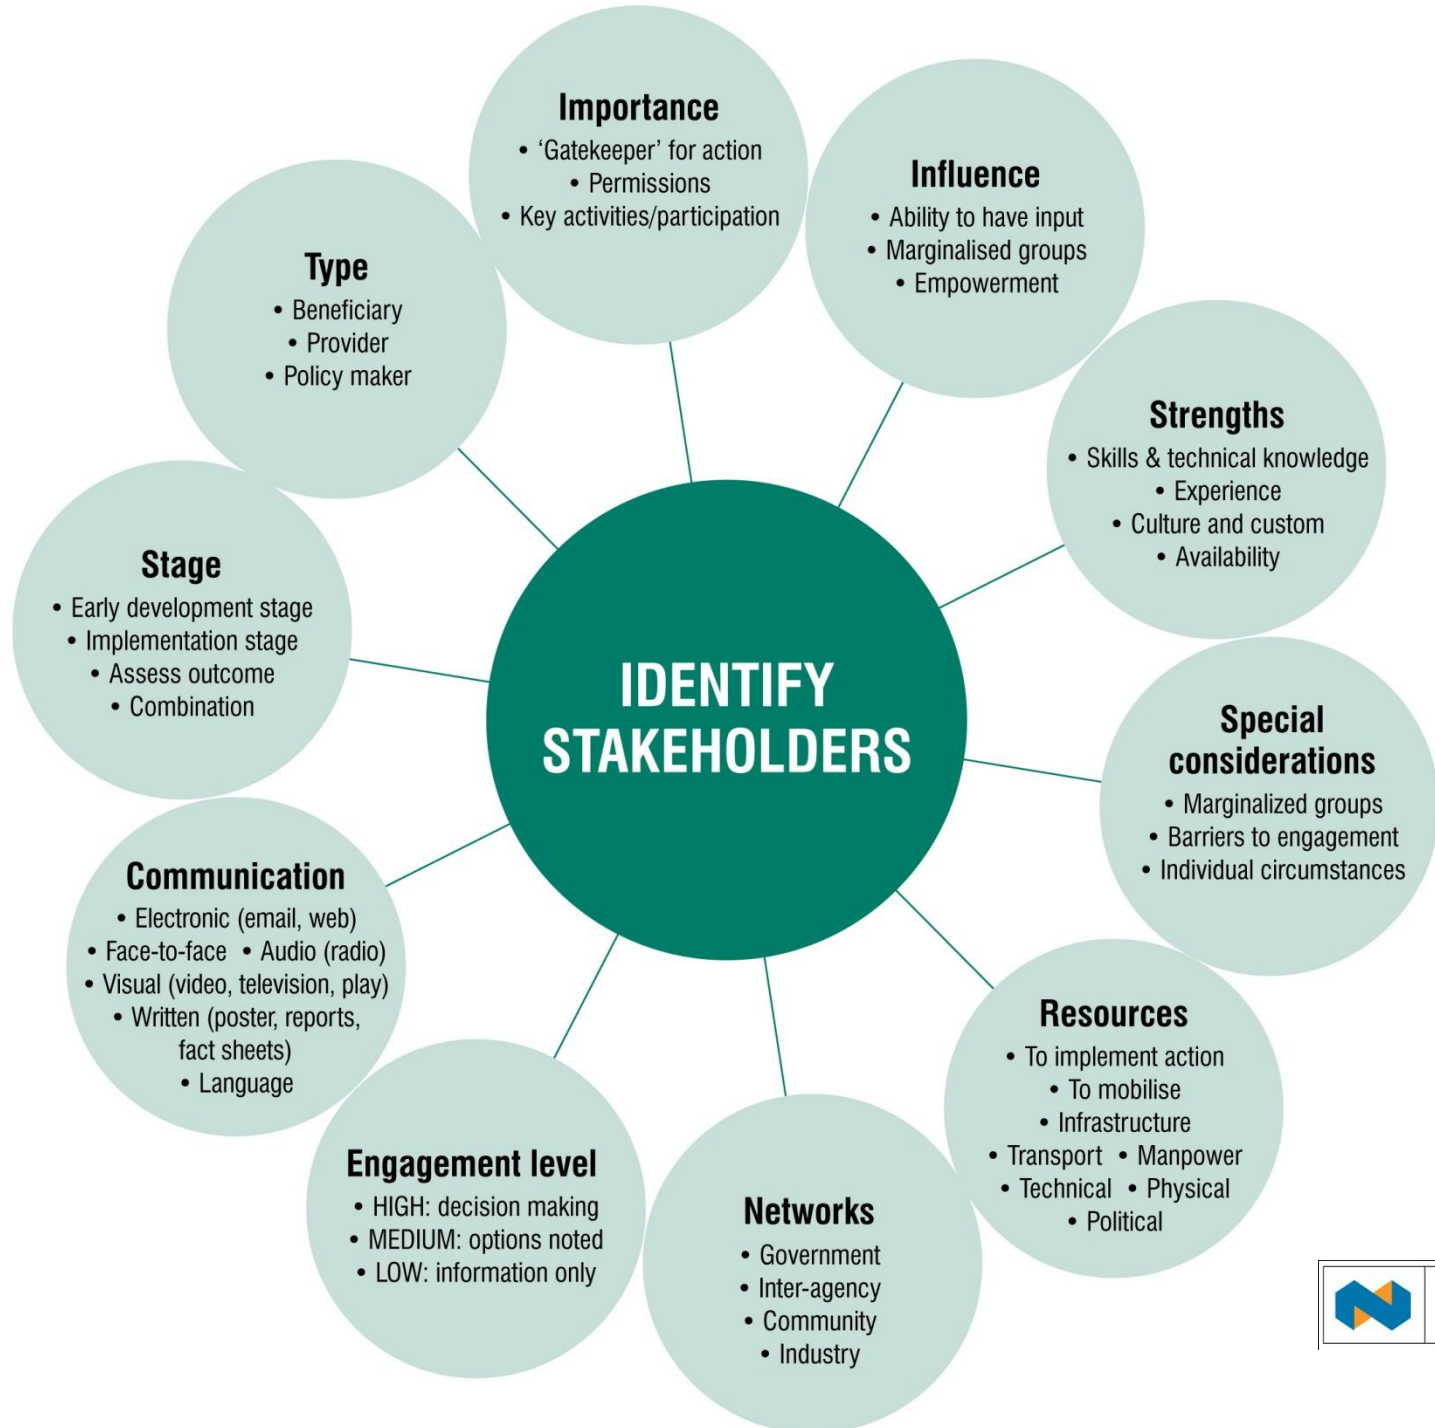 Importance
• ‘Gatekeeper’ for action
• Permissions
• Key activities/participation
Influence
• Ability to have input
• Marginalised groups
• Empowerment
Strengths
• Skills & technical knowledge
• Experience
• Culture and custom
• Availability
Special
considerations
• Marginalized groups
• Barriers to engagement
• Individual circumstances
Resources
• To implement action
• To mobilise
• Infrastructure
• Transport • Manpower
• Technical • Physical
• Political
Networks
• Government
• Inter-agency
• Community
• Industry
Engagement level
• HIGH: decision making
• MEDIUM: options noted
• LOW: information only
Communication
• Electronic (email, web)
• Face-to-face • Audio (radio)
• Visual (video, television, play)
• Written (poster, reports,
fact sheets)
• Language
Stage
• Early development stage
• Implementation stage
• Assess outcome
• Combination
Type
• Beneficiary
• Provider
• Policy maker
IDENTIFY
STAKEHOLDERS